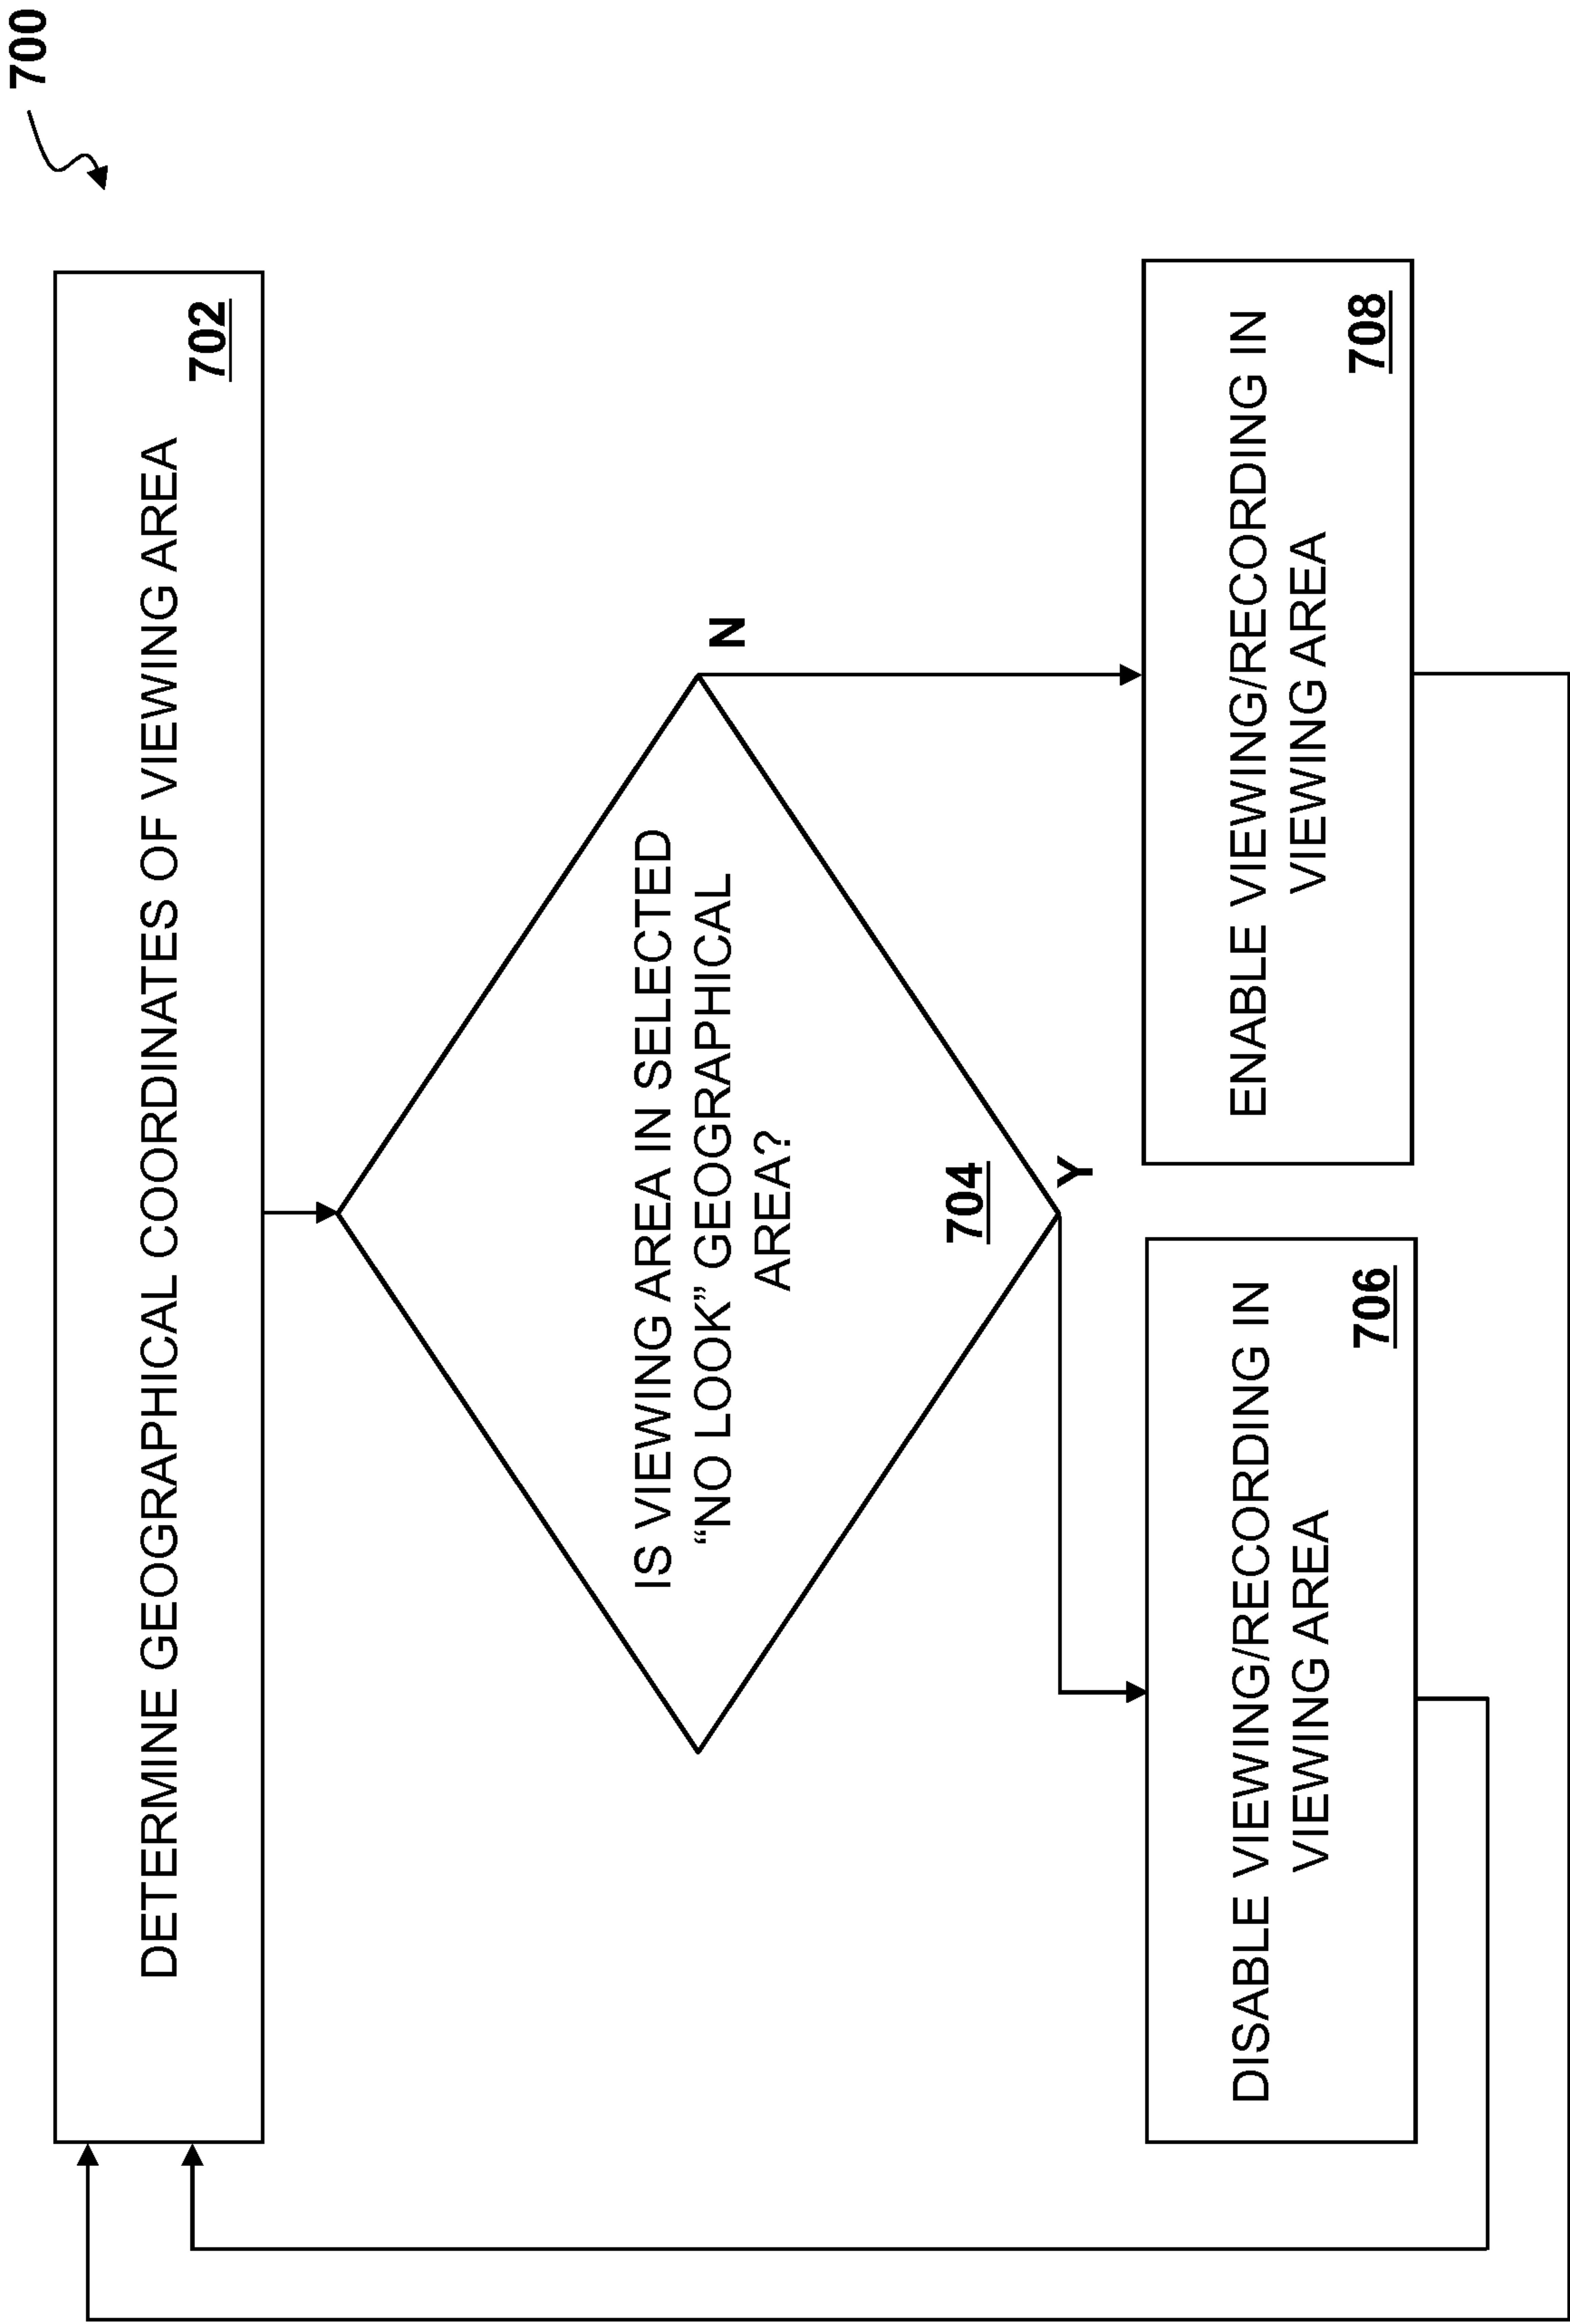 700
DETERMINE GEOGRAPHICAL COORDINATES OF VIEWING AREA
702
IS VIEWING AREA IN SELECTED
“NO LOOK” GEOGRAPHICAL
AREA?
704
N
Y
DISABLE VIEWING/RECORDING IN
VIEWING AREA
706
ENABLE VIEWING/RECORDING IN
VIEWING AREA
708